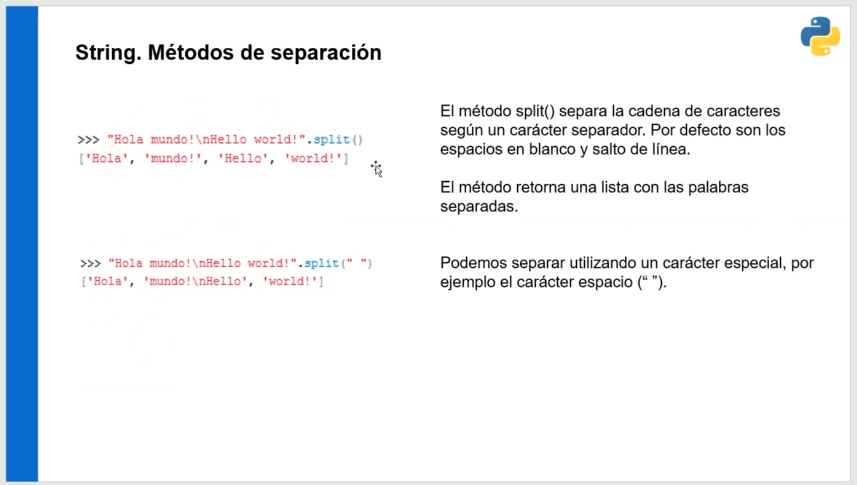 String. Métodos de separación
>>> "Hola mundo!\nHello world!".split()
['Hola', 'mundo!', 'Hello', 'world!']
El método split() separa la cadena de caracteres
según un carácter separador. Por defecto son los
espacios en blanco y salto de línea.
El método retorna una lista con las palabras
separadas.
>>> "Hola mundo!\nHello world!".split(" ")
['Hola', 'mundo!\nHello', 'world!']
Podemos separar utilizando un carácter especial, por
ejemplo el carácter espacio (“ ”).